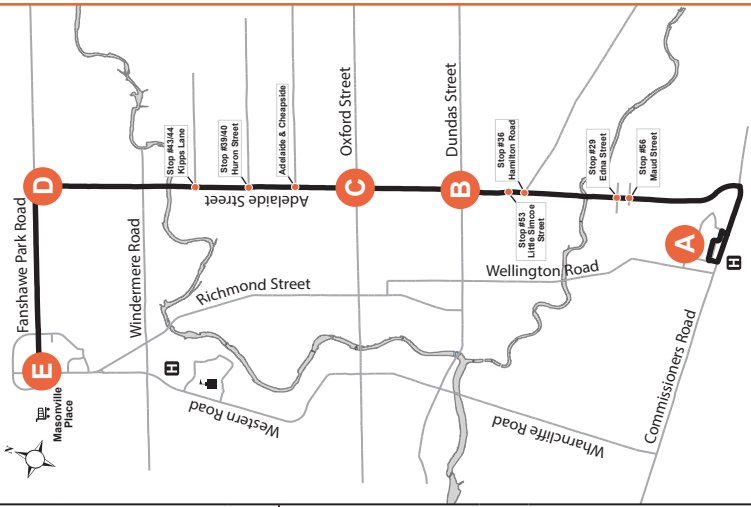 Fanshawe Park Road
D
E
Masonville
Place
N
Windermere Road
Stop #43/44
Kipps Lane
Stop #39/40
Huron Street
Adelaide & Cheapside
Adelaide Street
Richmond Street
H
Western Road
Oxford Street
C
Dundas Street
B
Stop #36
Hamilton Road
Stop #53
Little Simcoe
Street
Stop #29
Edna Street
Stop #56
Maud Street
Wellington Road
Wharncliffe Road
A
H
Commissioners Road